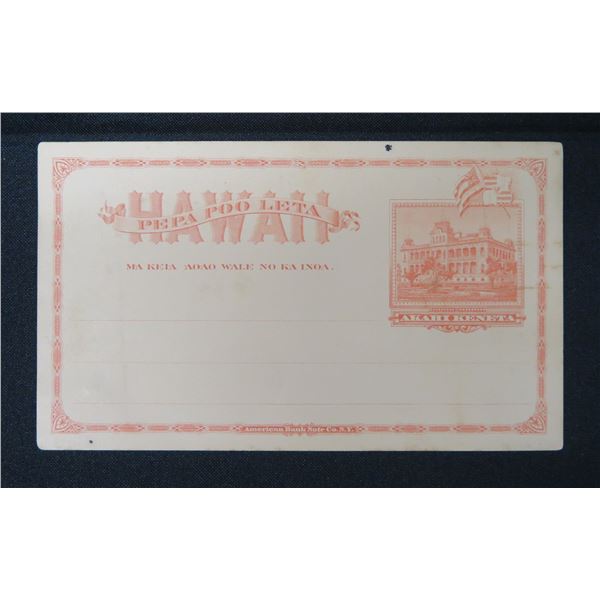 HAWAII
PEPA POO LETA
MA KEIA AOAO WALE NO KA INOA.
AKAHI KENETA
American Bank Note Co. N.Y.